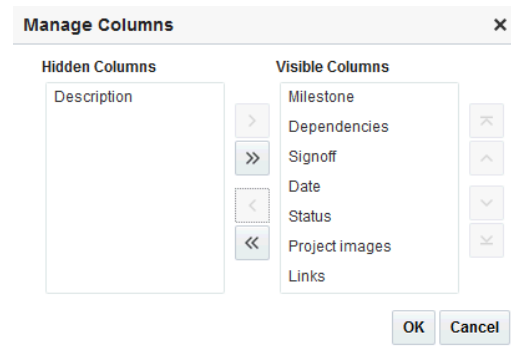 Manage Columns
Hidden Columns
Visible Columns
Description
Milestone
Dependencies
Signoff
Date
Status
Project images
Links
OK
Cancel